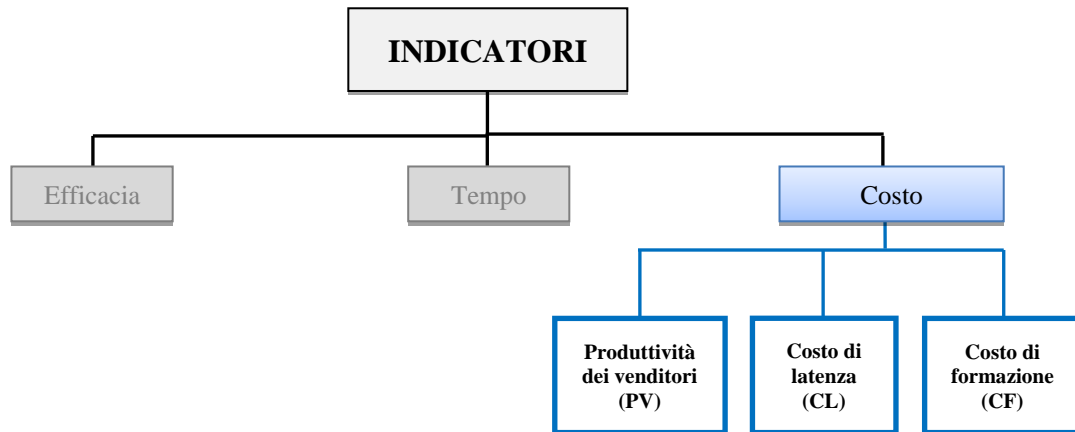 INDICATORI
Efficacia
Tempo
Costo
Produttività
dei venditori
(PV)
Costo di
latenza
(CL)
Costo di
formazione
(CF)